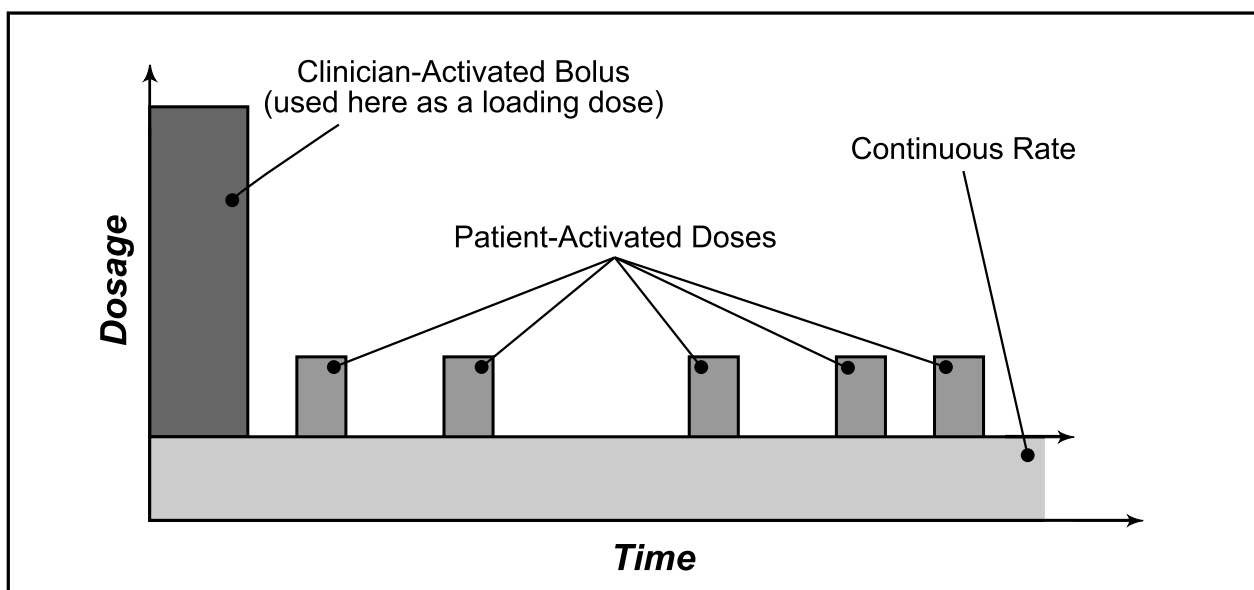 Clinician-Activated Bolus
(used here as a loading dose)
Continuous Rate
Patient-Activated Doses
Dosage
Time